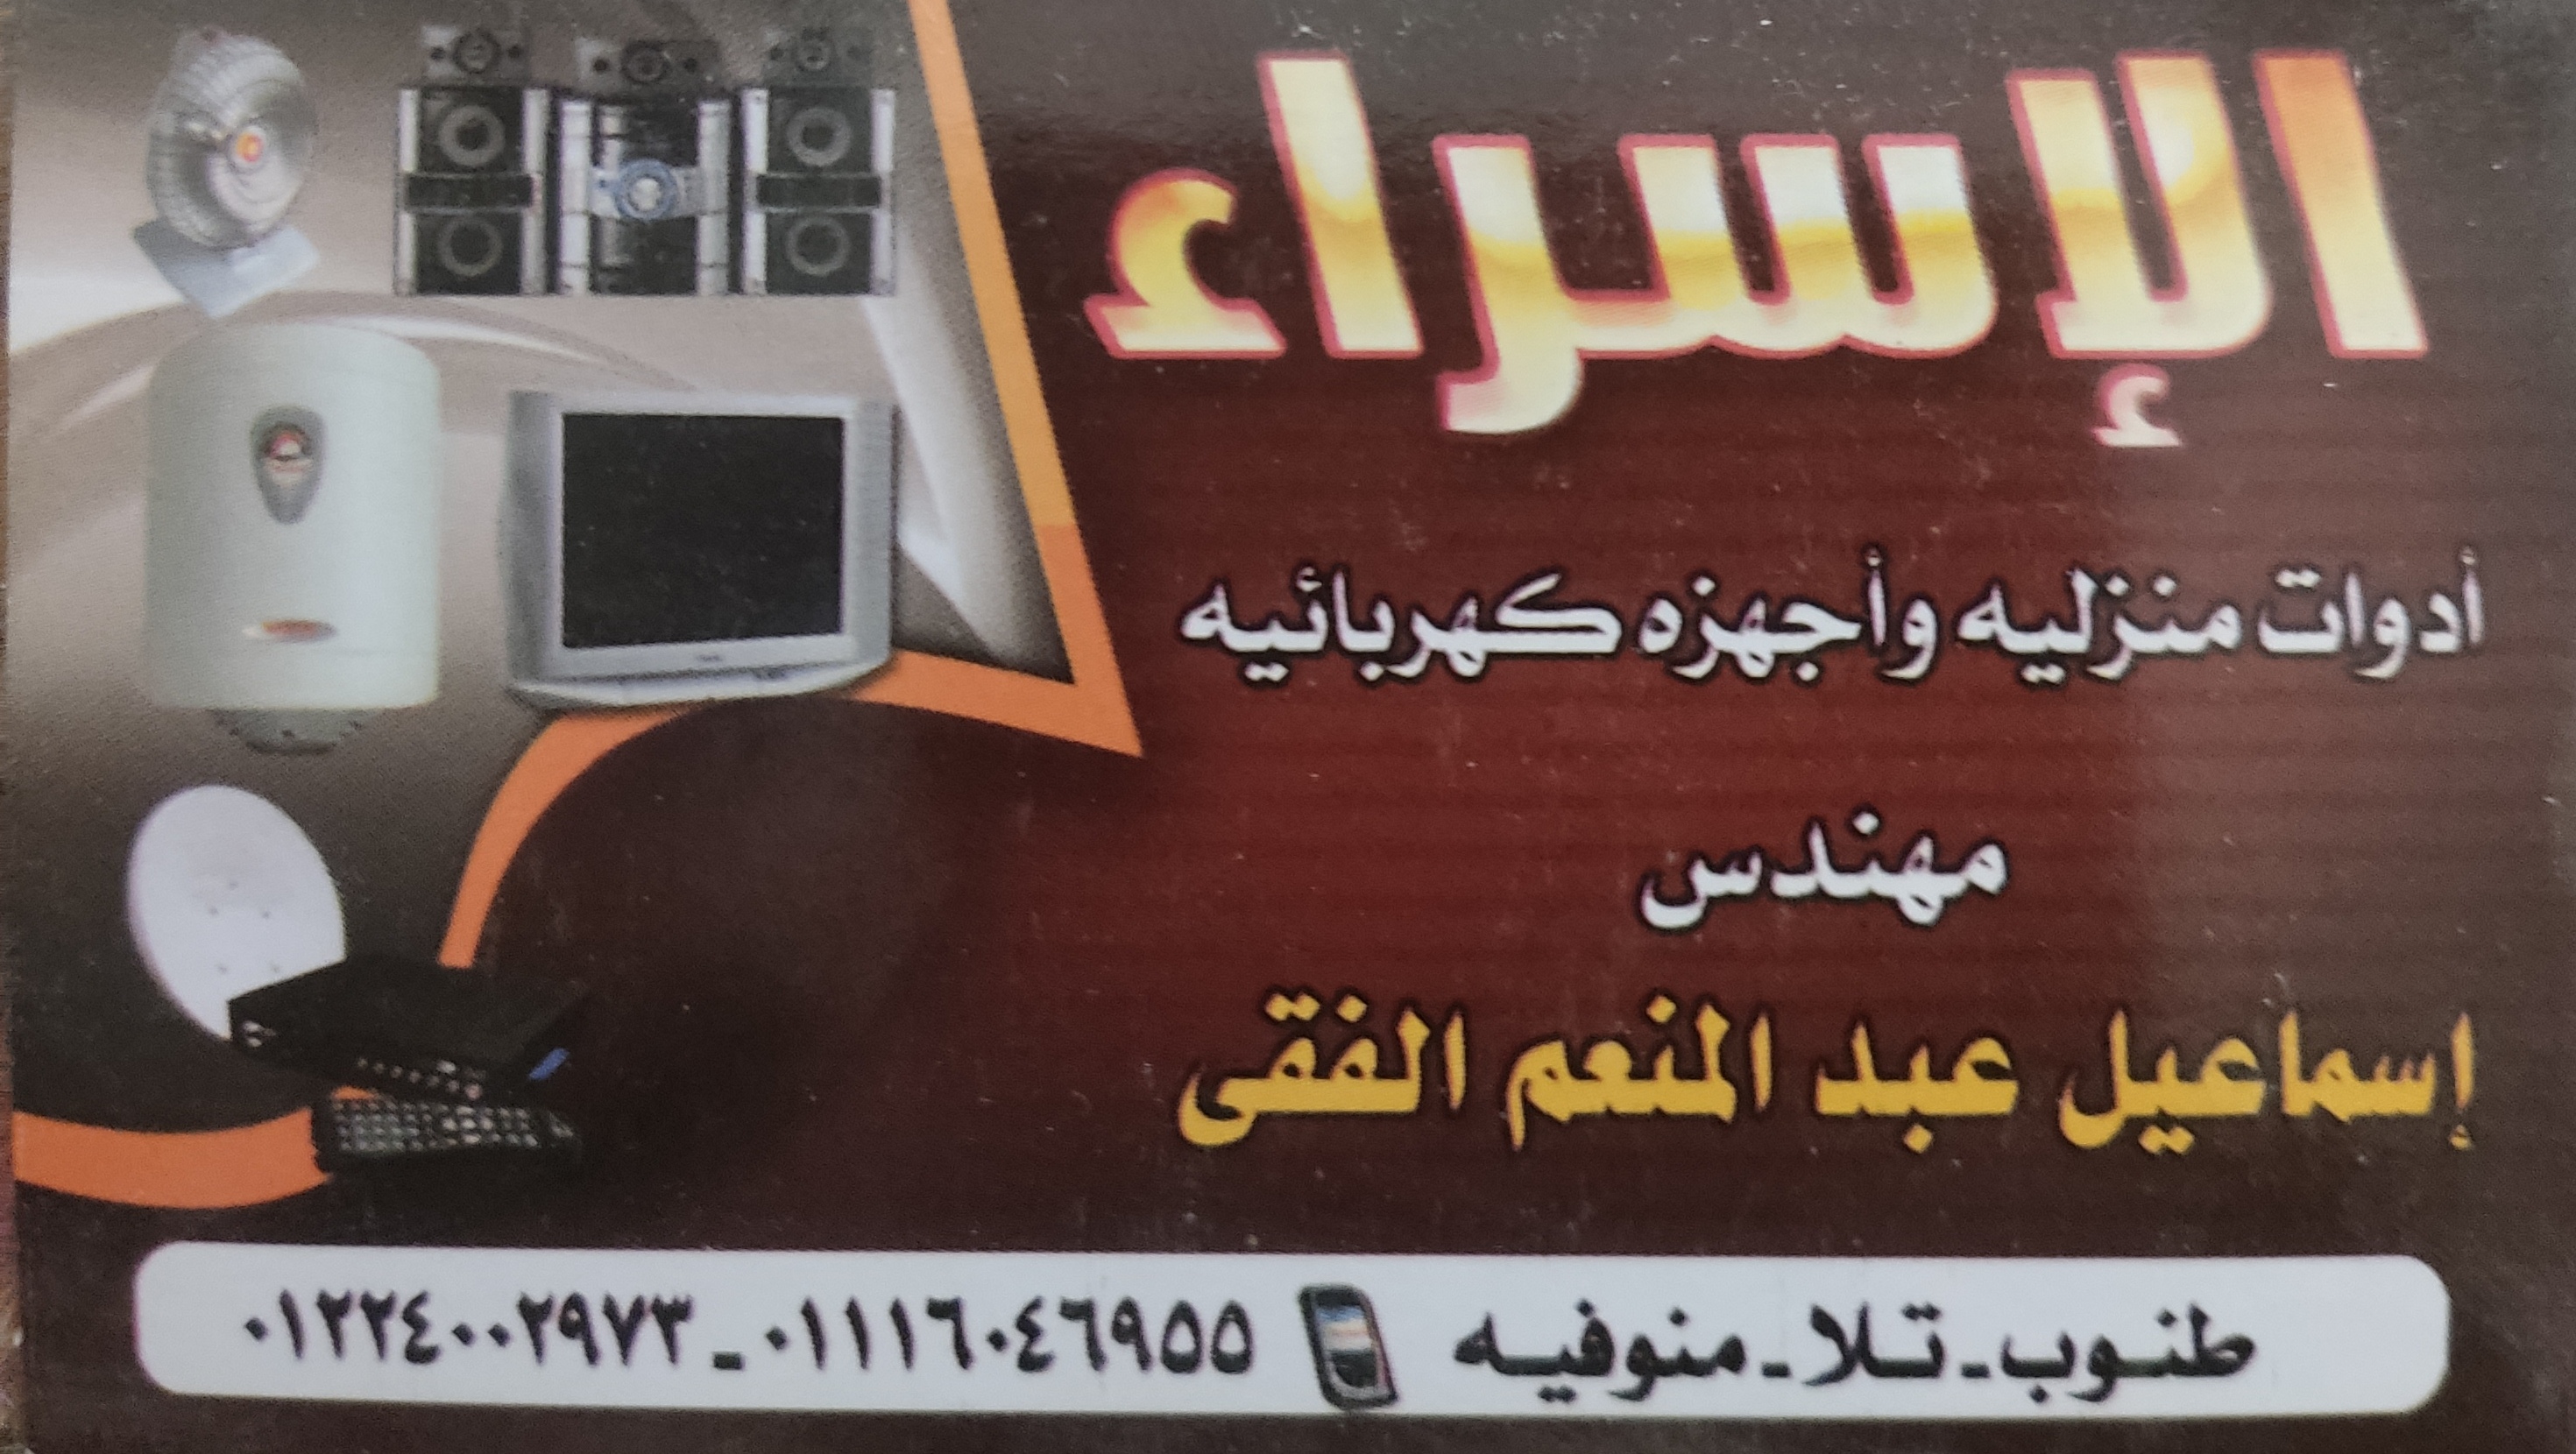 الإسراء
أدوات منزليه وأجهزه كهربائيه
مهندس
إسماعيل عبد المنعم الفقى
طنوب - تلا - منوفيه ٠١١١٦٠٤٦٩٥٥ - ٠١٢٢٤٠٠٢٩٧٣